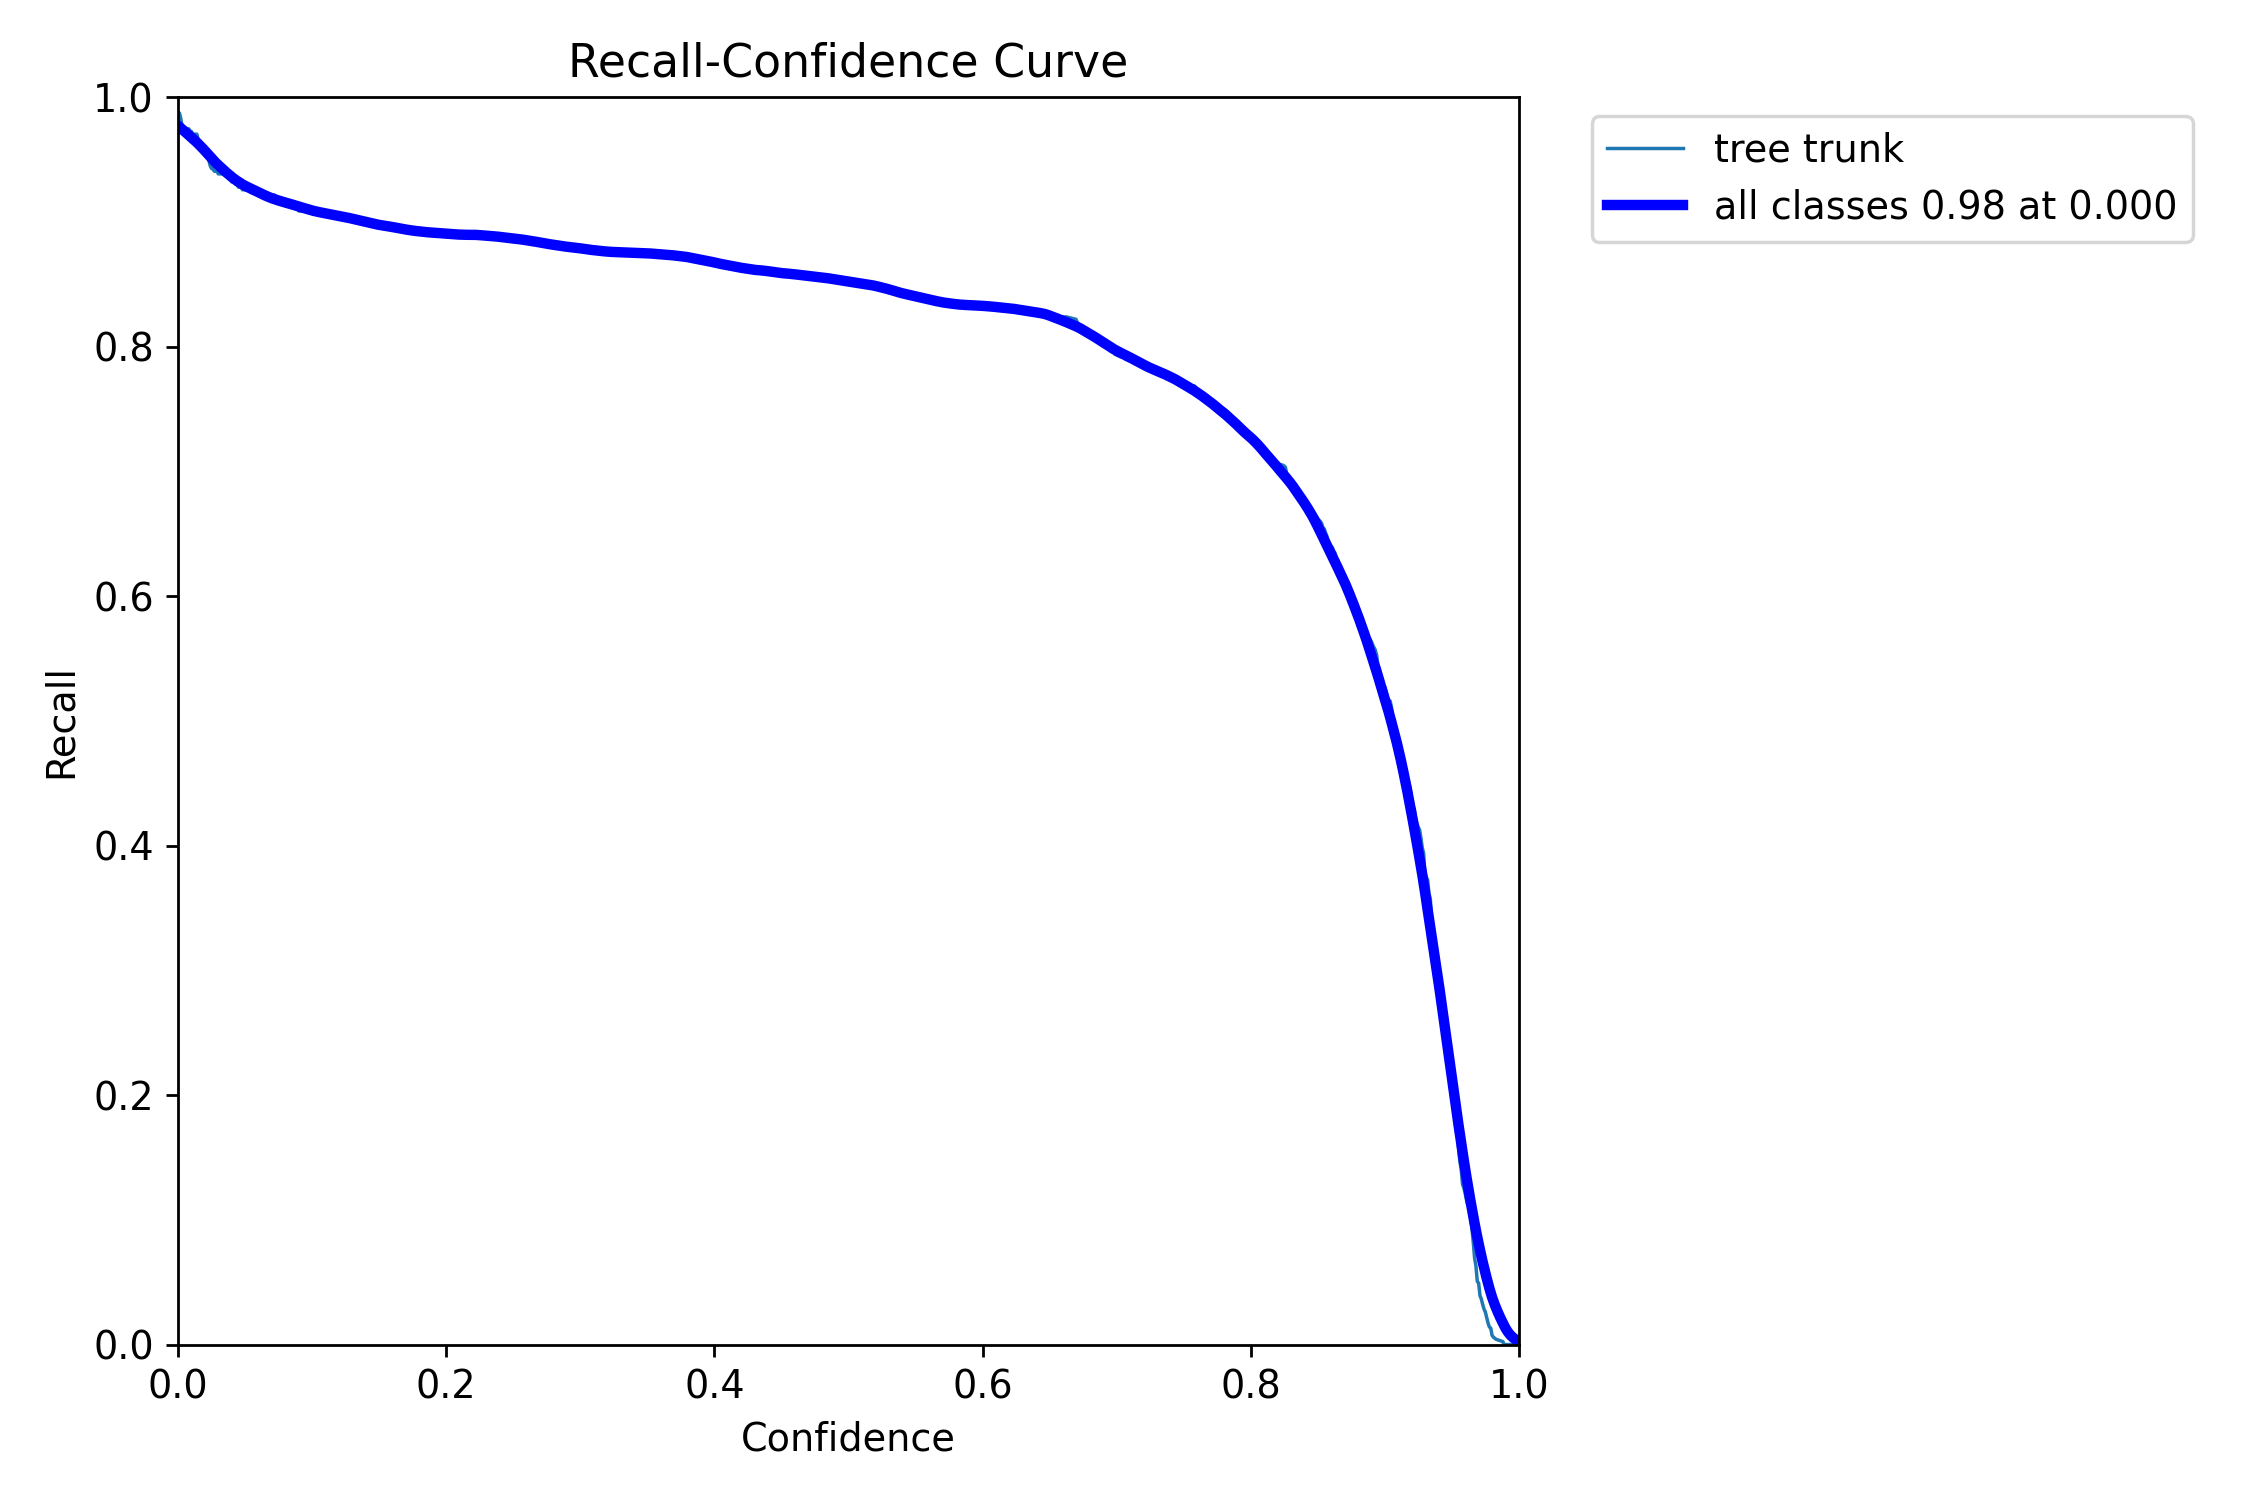 Recall-Confidence Curve
1.0
0.8
0.6
0.4
0.2
0.0
Recall
0.0 0.2 0.4 0.6 0.8 1.0
Confidence
tree trunk
all classes 0.98 at 0.000